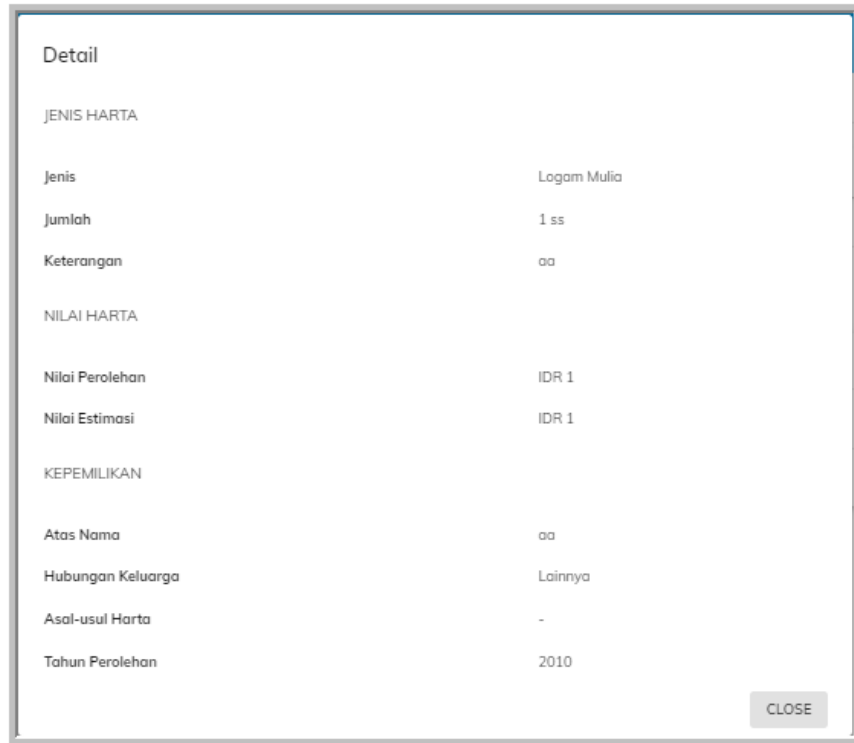 Detail
JENIS HARTA
Jenis Logam Mulia
Jumlah 1 ss
Keterangan aa
NILAI HARTA
Nilai Perolehan IDR 1
Nilai Estimasi IDR 1
KEPEMILIKAN
Atas Nama aa
Hubungan Keluarga Lainnya
Asal-usul Harta -
Tahun Perolehan 2010
CLOSE